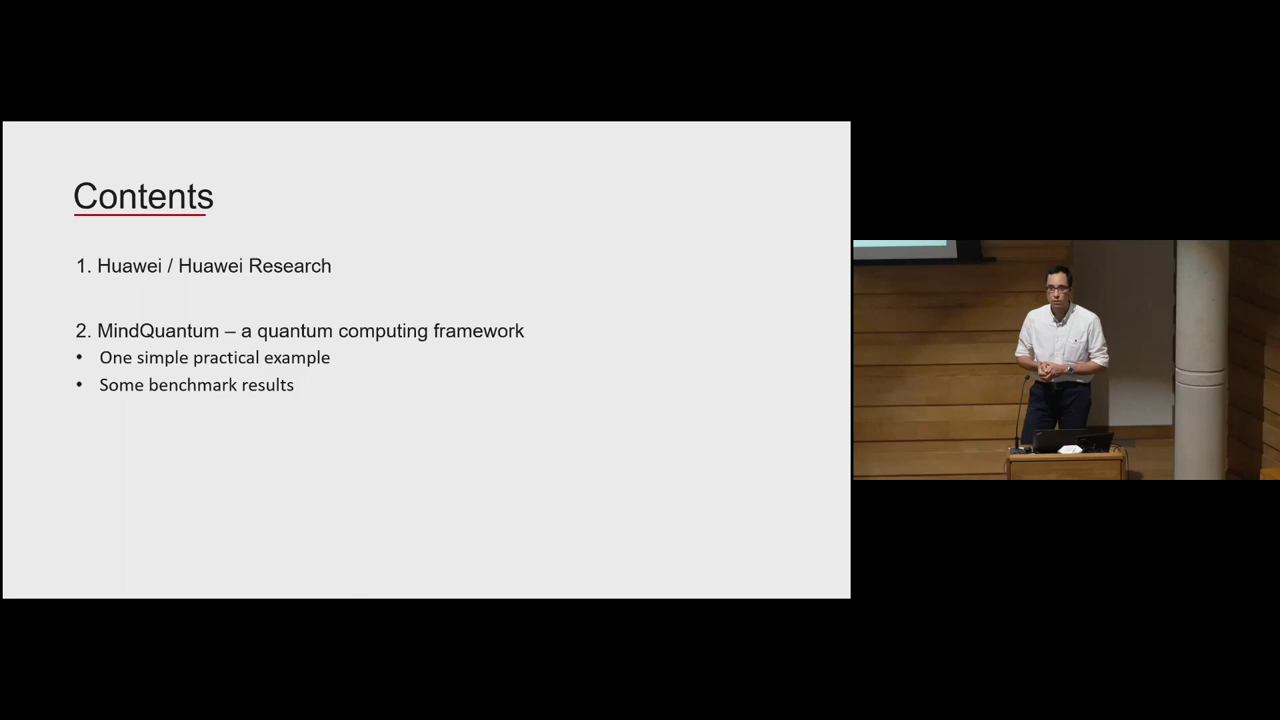 Contents
1. Huawei / Huawei Research
2. MindQuantum – a quantum computing framework
• One simple practical example
• Some benchmark results